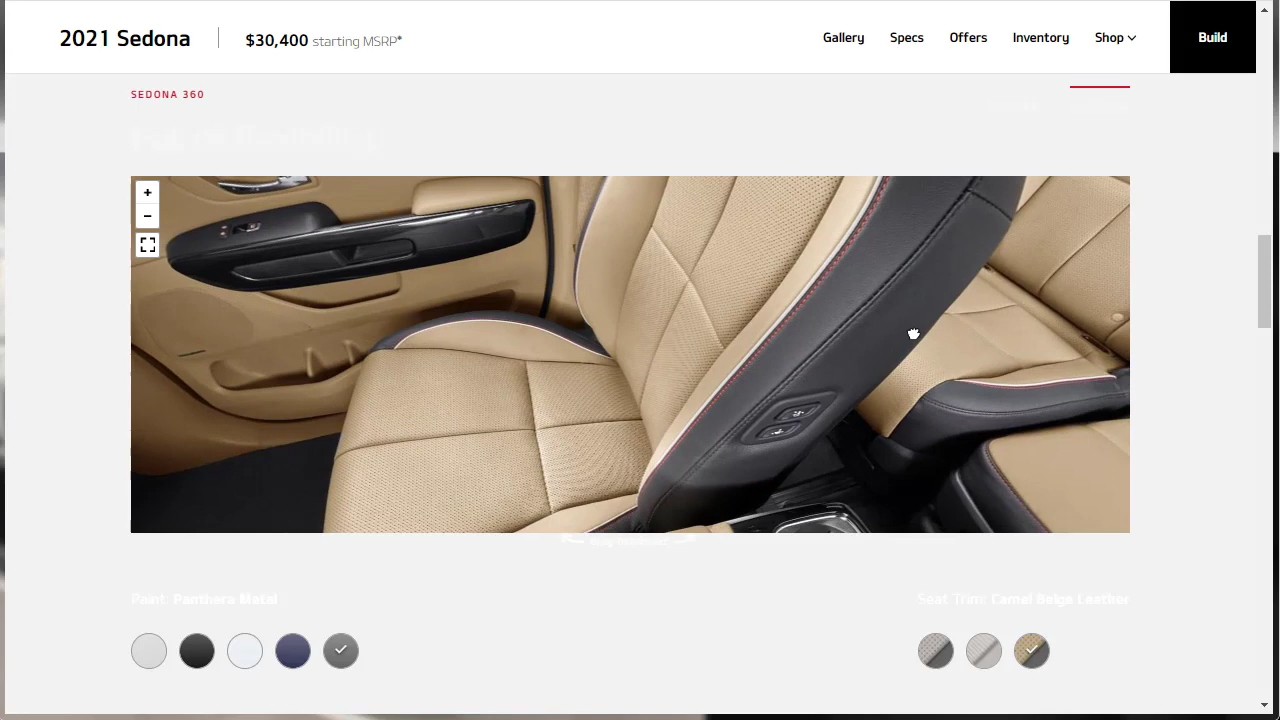 2021 Sedona
$30,400 starting MSRP*
Gallery
Specs
Offers
Inventory
Shop
Build
SEDONA 360
+
−
Paint: Panthera Metal
Seat Trim: Camel Beige Leather